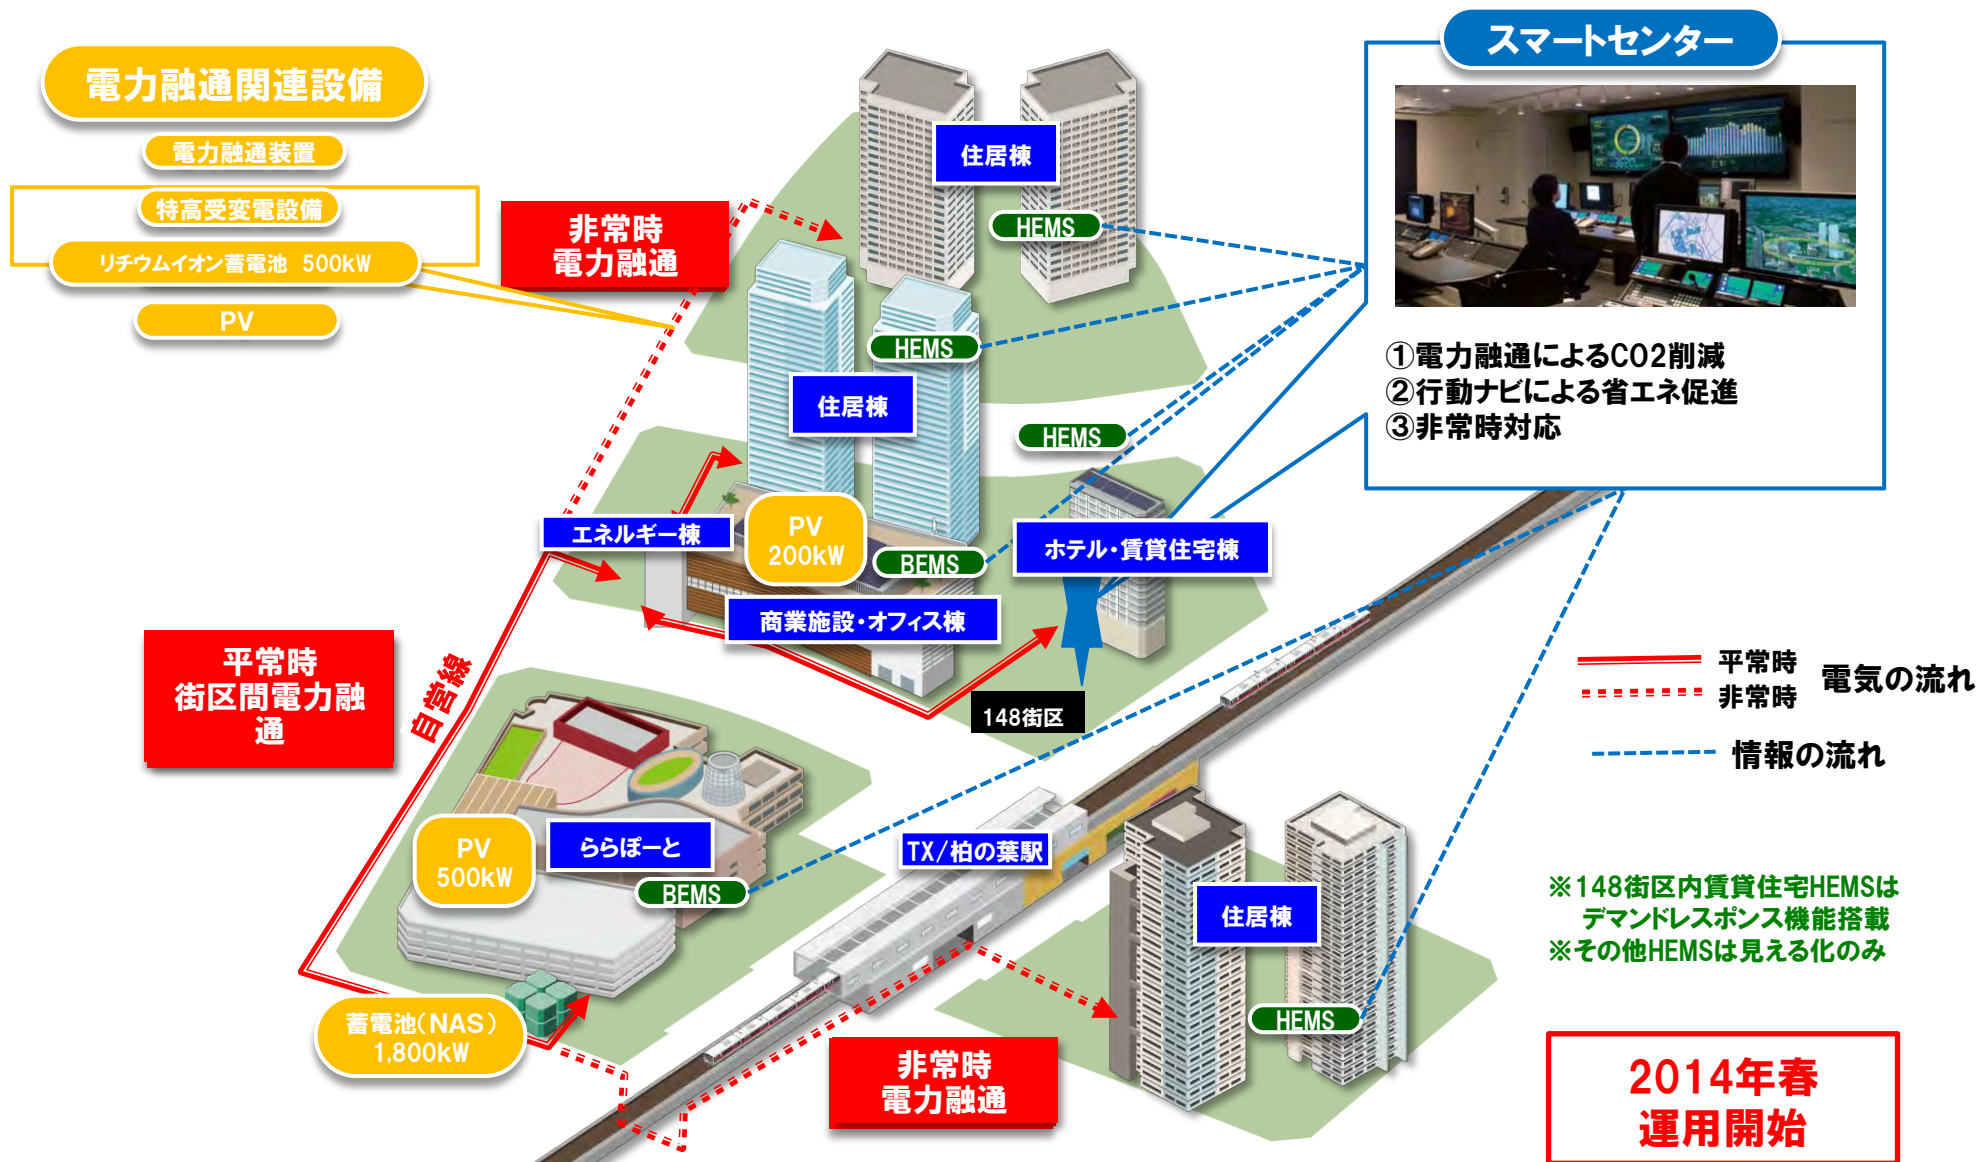 電力融通関連設備
電力融通装置
特高受変電設備
リチウムイオン蓄電池 500kW
PV
非常時
電力融通
住居棟
HEMS
HEMS
住居棟
HEMS
スマートセンター
①電力融通によるCO2削減
②行動ナビによる省エネ促進
③非常時対応
エネルギー棟
PV
200kW
BEMS
ホテル・賃貸住宅棟
商業施設・オフィス棟
148街区
平常時
街区間電力融
通
自営線
平常時
非常時
電気の流れ
情報の流れ
ららぽーと
PV
500kW
BEMS
TX/柏の葉駅
住居棟
HEMS
※148街区内賃貸住宅HEMSは
デマンドレスポンス機能搭載
※その他HEMSは見える化のみ
蓄電池(NAS)
1,800kW
非常時
電力融通
2014年春
運用開始